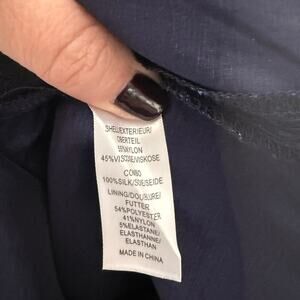 SHELL/EXTERIEUR/
OBERTEIL
55%NYLON
45%VISCOSE/VISKOSE
COMBO
100%SILK/SOIE/SEIDE
LINING/DOUBLURE/
FUTTER
54%POLYESTER
41%NYLON
5%ELASTANE/
ELASTHANNE/
ELASTHAN
MADE IN CHINA